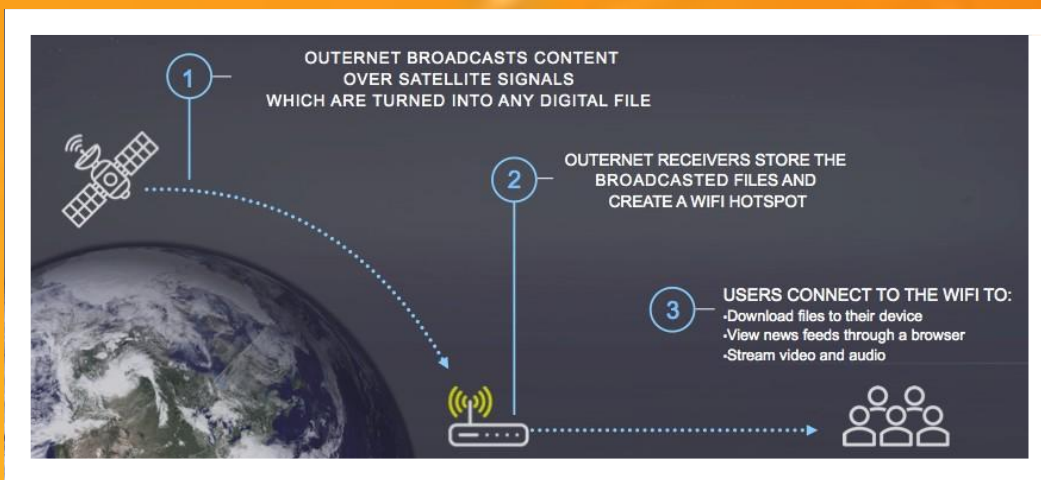 1
OUTERNET BROADCASTS CONTENT
OVER SATELLITE SIGNALS
WHICH ARE TURNED INTO ANY DIGITAL FILE
2
OUTERNET RECEIVERS STORE THE
BROADCASTED FILES AND
CREATE A WIFI HOTSPOT
3
USERS CONNECT TO THE WIFI TO:
•Download files to their device
•View news feeds through a browser
•Stream video and audio